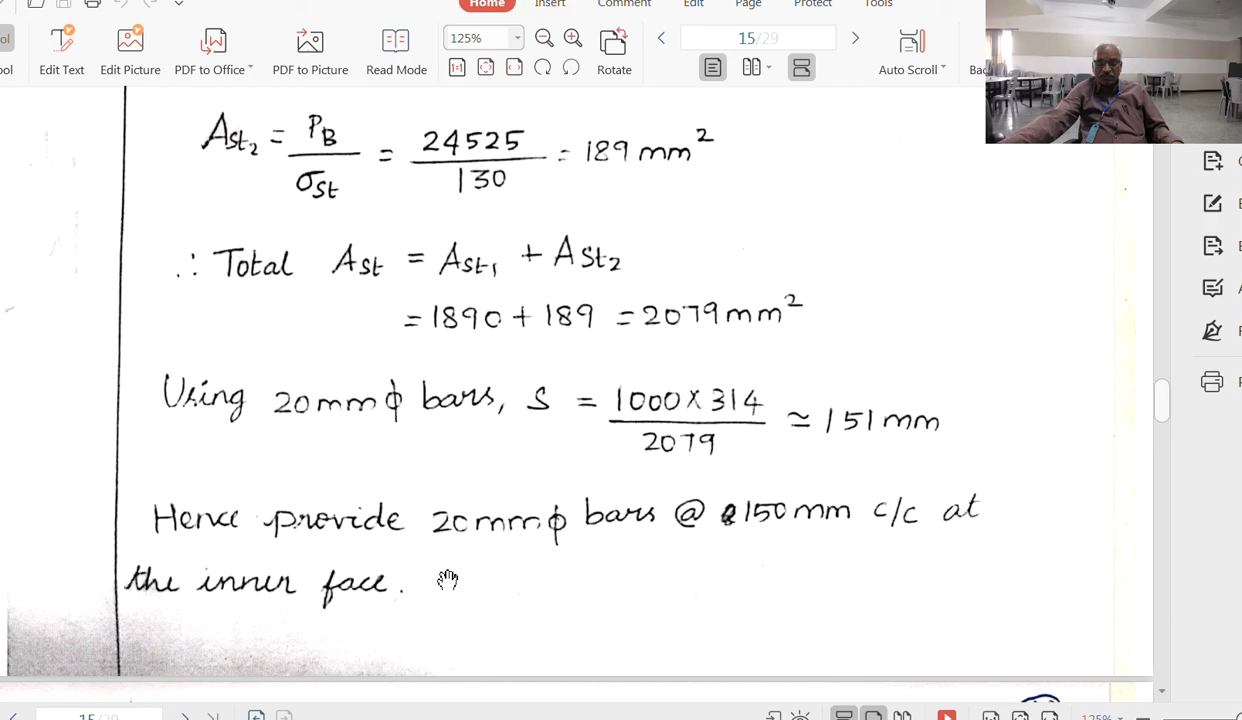 Home Insert Comment Edit Page Protect Tools
125% 15/29
Edit Text Edit Picture PDF to Office PDF to Picture Read Mode Rotate Auto Scroll
Ast₂ = PB/σst = 24525/130 = 189 mm²
∴ Total Ast = Ast₁ + Ast₂
= 1890 + 189 = 2079 mm²
Using 20mm ϕ bars, S = 1000 × 314/2079 ≃ 151 mm
Hence provide 20mm ϕ bars @ 150 mm c/c at
the inner face.
15/29 125%